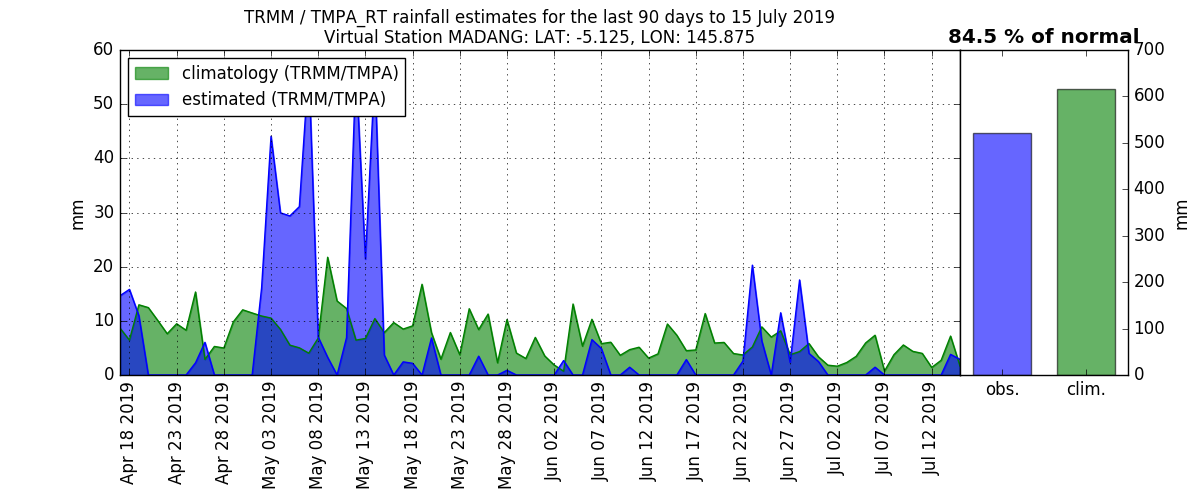 TRMM / TMPA_RT rainfall estimates for the last 90 days to 15 July 2019
Virtual Station MADANG: LAT: -5.125, LON: 145.875
84.5 % of normal
climatology (TRMM/TMPA)
estimated (TRMM/TMPA)
mm
60
50
40
30
20
10
0
Apr 18 2019
Apr 23 2019
Apr 28 2019
May 03 2019
May 08 2019
May 13 2019
May 18 2019
May 23 2019
May 28 2019
Jun 02 2019
Jun 07 2019
Jun 12 2019
Jun 17 2019
Jun 22 2019
Jun 27 2019
Jul 02 2019
Jul 07 2019
Jul 12 2019
obs.
clim.
700
600
500
400
300
200
100
0
mm